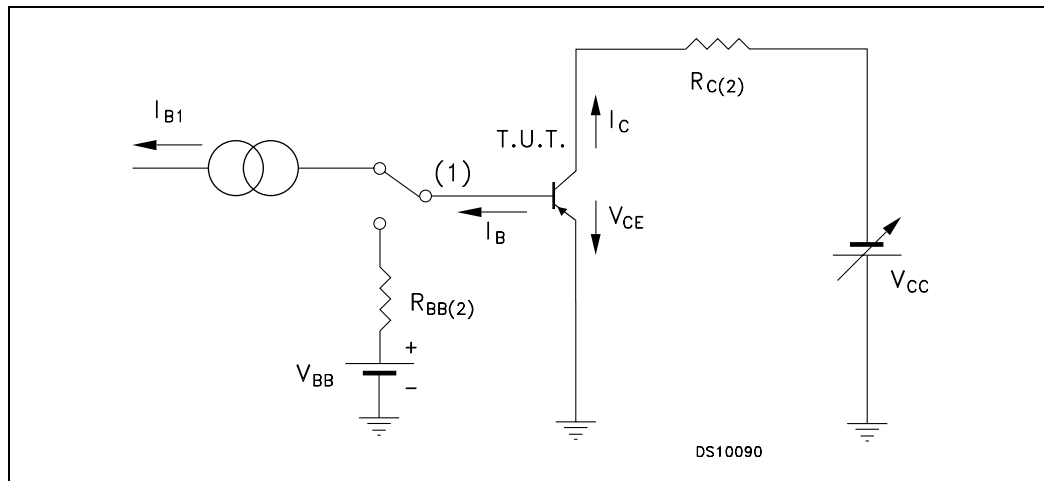 I_B1
T.U.T.
I_C
R_C(2)
(1)
I_B
V_CE
R_BB(2)
V_BB
+
−
V_CC
DS10090